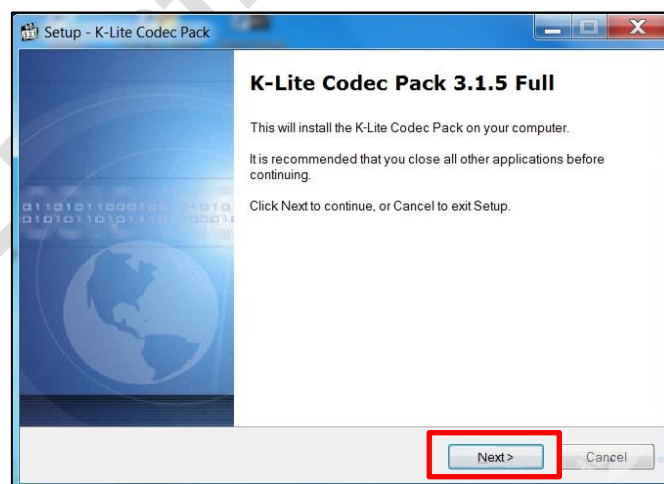 Setup - K-Lite Codec Pack
K-Lite Codec Pack 3.1.5 Full
This will install the K-Lite Codec Pack on your computer.
It is recommended that you close all other applications before
continuing.
Click Next to continue, or Cancel to exit Setup.
Next >
Cancel